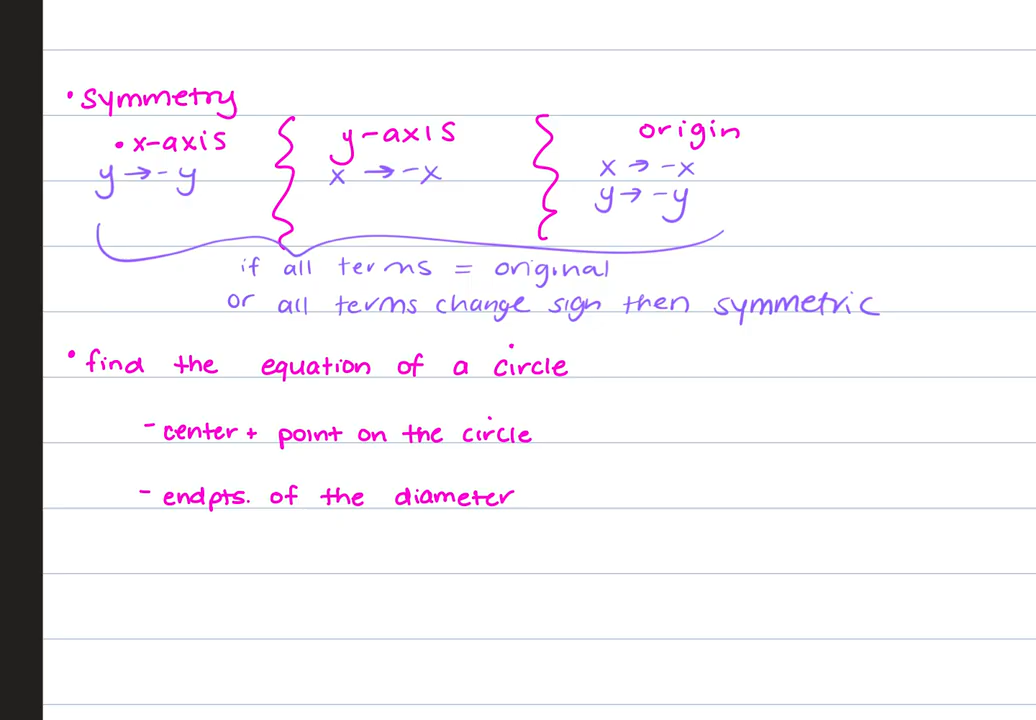 • symmetry
• x-axis y-axis origin
y → -y x → -x x → -x
y → -y
if all terms = original
or all terms change sign then symmetric
• find the equation of a circle
- center + point on the circle
- endpts. of the diameter